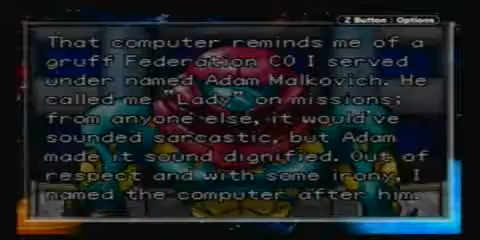 Z Button : Options
That computer reminds me of a
gruff Federation CO I served
under named Adam Malkovich. He
called me "Lady" on missions;
from anyone else, it would've
sounded sarcastic, but Adam
made it sound dignified. Out of
respect and with some irony, I
named the computer after him.